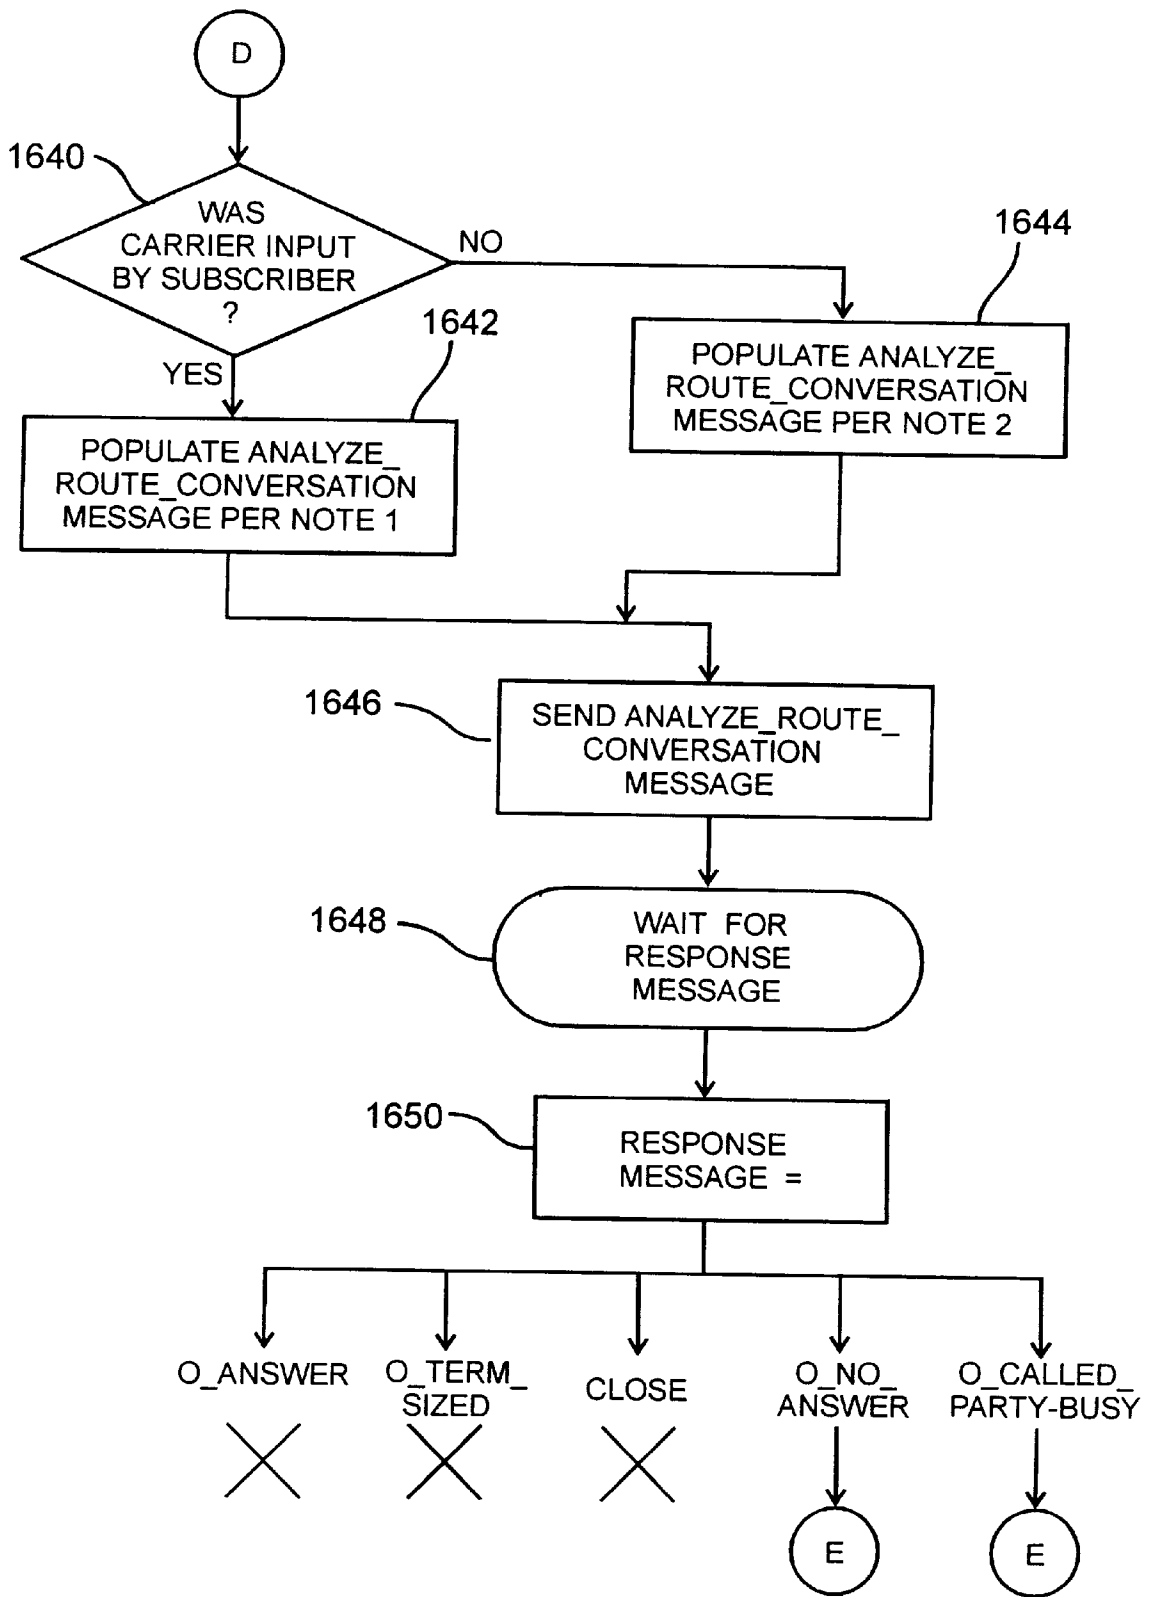 D
1640
WAS
CARRIER INPUT
BY SUBSCRIBER
?
NO
1644
YES
1642
POPULATE ANALYZE_
ROUTE_CONVERSATION
MESSAGE PER NOTE 2
POPULATE ANALYZE_
ROUTE_CONVERSATION
MESSAGE PER NOTE 1
1646
SEND ANALYZE_ROUTE_
CONVERSATION
MESSAGE
1648
WAIT FOR
RESPONSE
MESSAGE
1650
RESPONSE
MESSAGE =
O_ANSWER
O_TERM_
SIZED
CLOSE
O_NO_
ANSWER
O_CALLED_
PARTY-BUSY
E
E